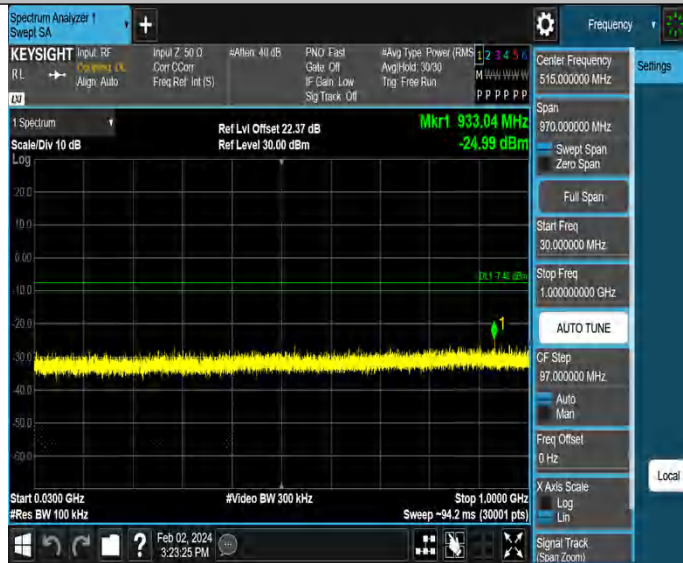 Spectrum Analyzer 1
Swept SA
+
Frequency
KEYSIGHT
Input: RF
Coupling: DC
Align: Auto
Input Z: 50 Ω
Corr CCorr
Freq Ref: Int (S)
#Atten: 40 dB
PNO: Fast
Gate: Off
IF Gain: Low
Sig Track: Off
#Avg Type: Power (RMS
Avg|Hold: 30/30
Trig: Free Run
1 2 3 4 5 6
M W W W W W
P P P P P P
RL
LXI
1 Spectrum
Scale/Div 10 dB
Ref Lvl Offset 22.37 dB
Ref Level 30.00 dBm
Mkr1 933.04 MHz
-24.99 dBm
Log
20.0
10.0
0.00
-10.0
-20.0
-30.0
-40.0
-50.0
-60.0
1
Start 0.0300 GHz
#Res BW 100 kHz
#Video BW 300 kHz
Stop 1.0000 GHz
Sweep ~94.2 ms (30001 pts)
Feb 02, 2024
3:23:25 PM
?
Center Frequency
515.000000 MHz
Settings
Span
970.000000 MHz
Swept Span
Zero Span
Full Span
Start Freq
30.000000 MHz
Stop Freq
1.000000000 GHz
AUTO TUNE
CF Step
97.000000 MHz
Auto
Man
Freq Offset
0 Hz
X Axis Scale
Log
Lin
Local
Signal Track
(Span Zoom)